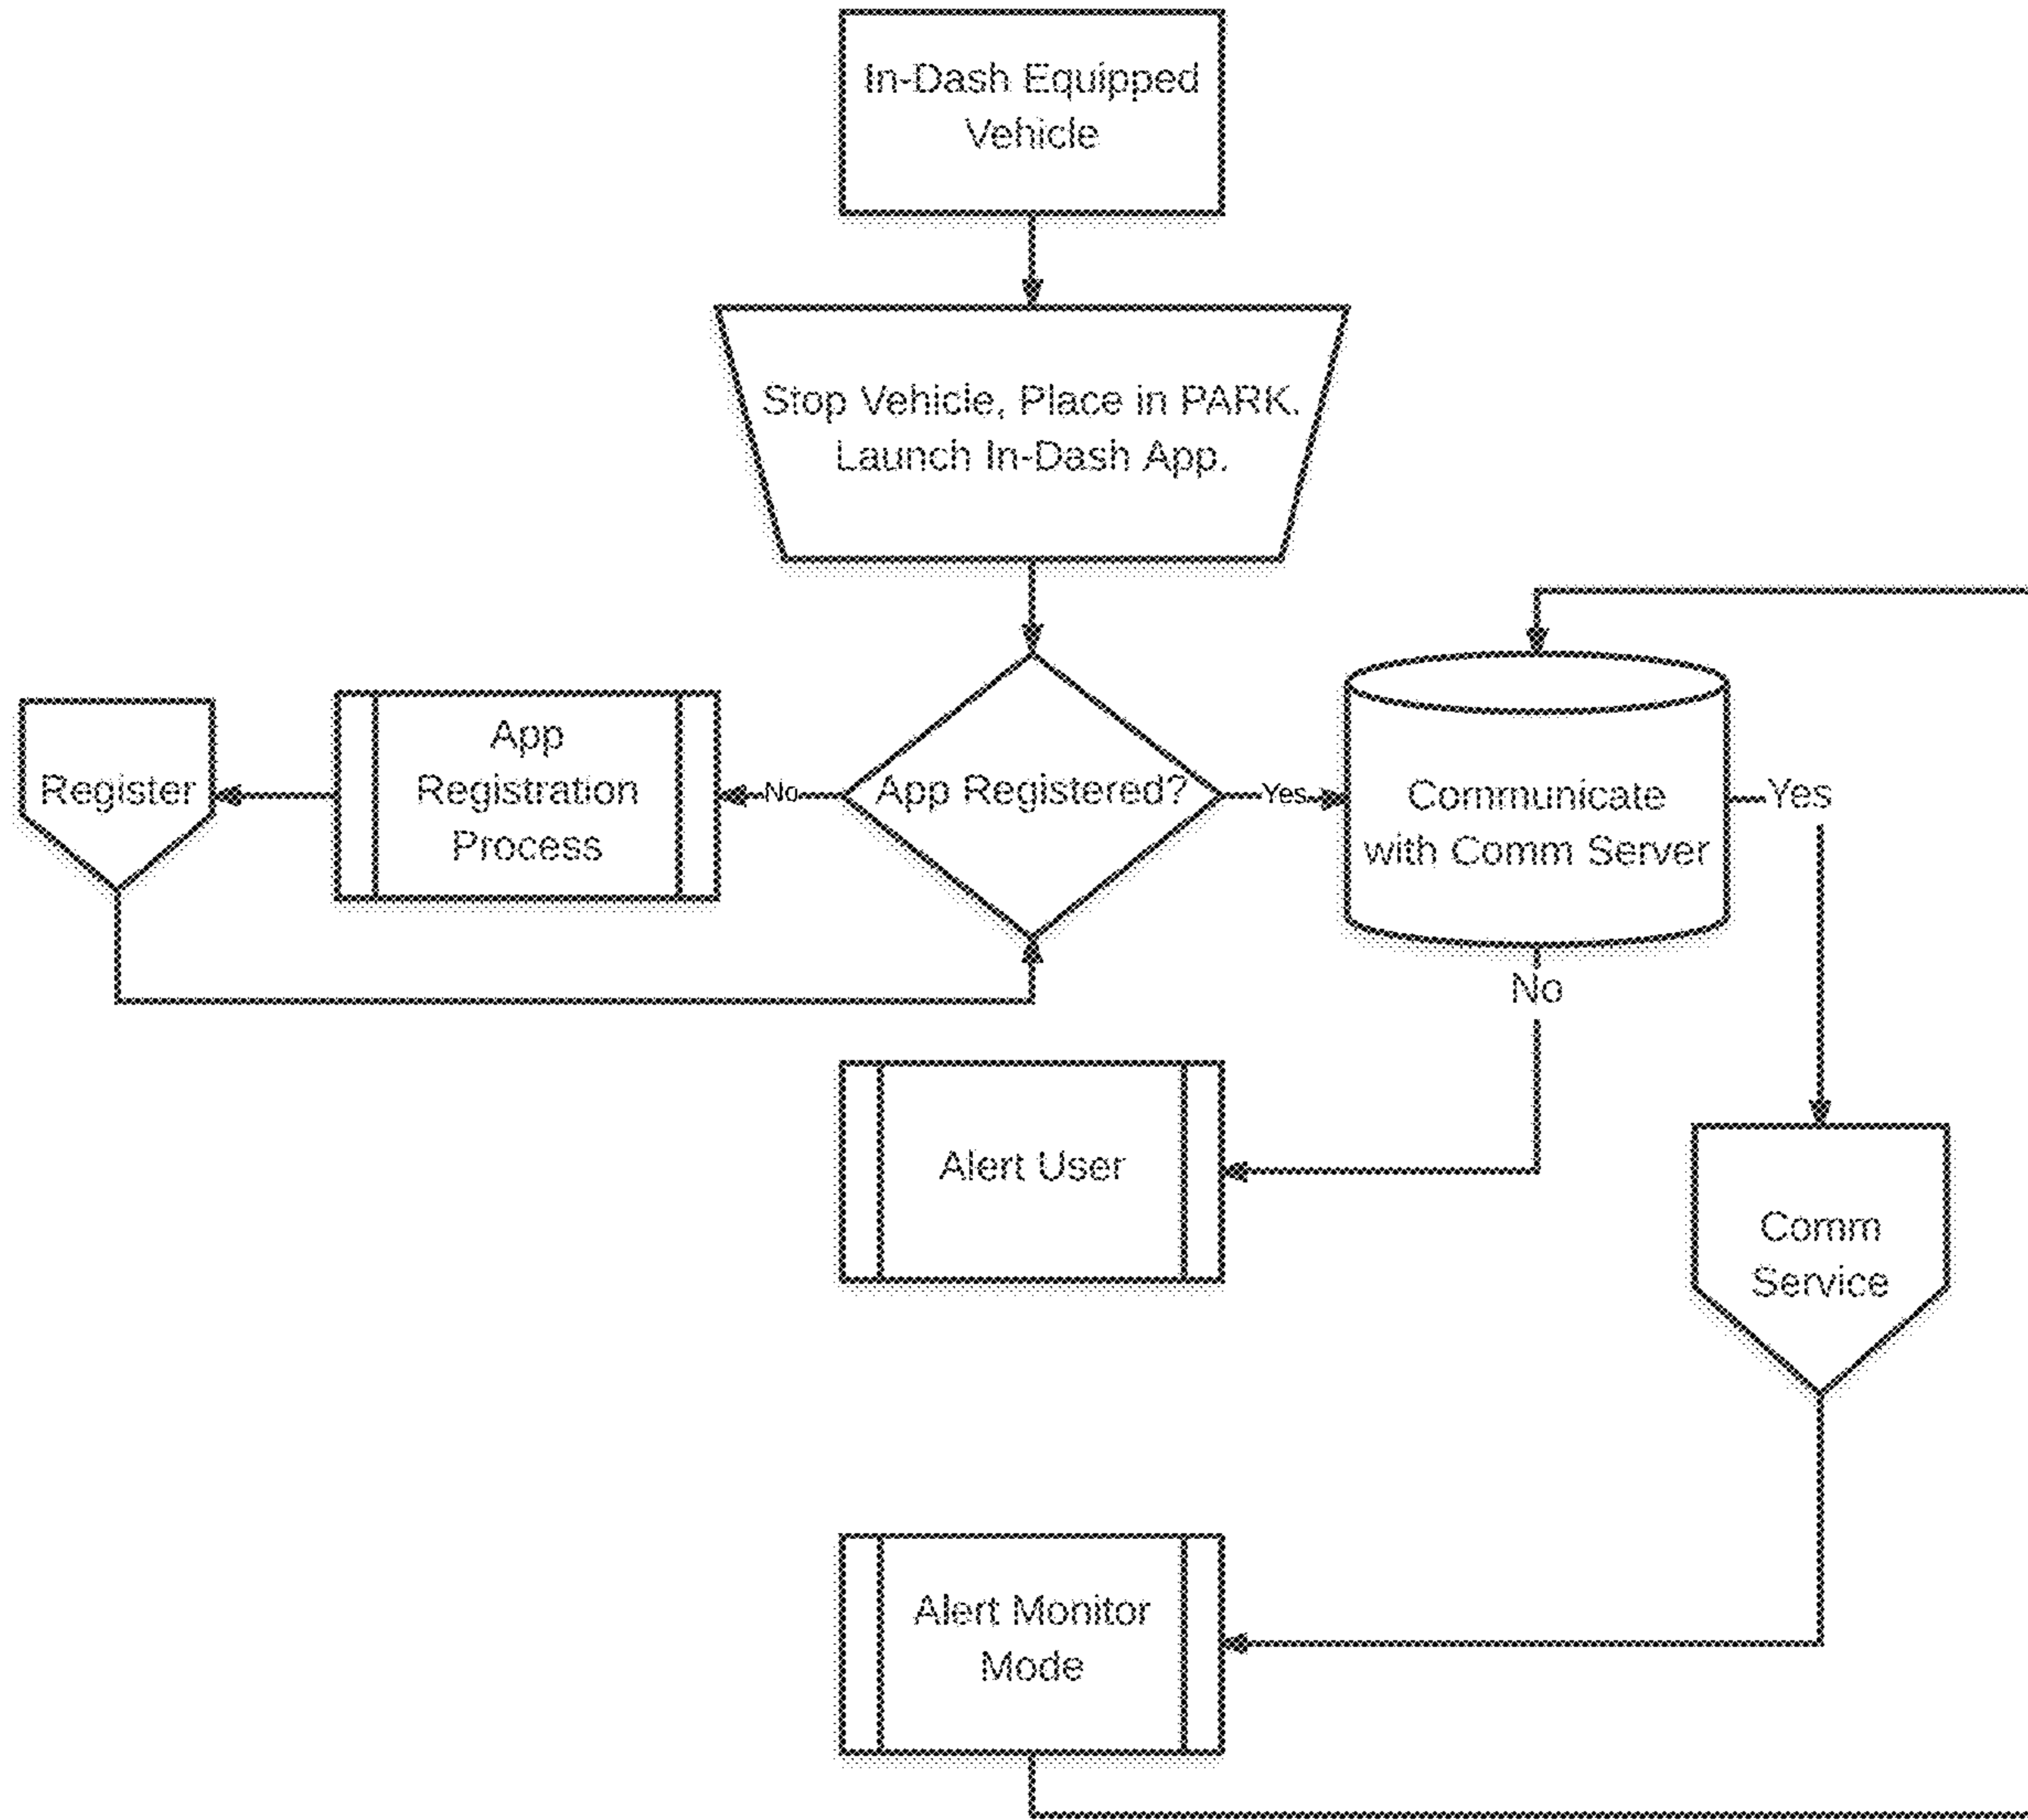 In-Dash Equipped
Vehicle
Stop Vehicle, Place in PARK.
Launch In-Dash App.
Register
App
Registration
Process
No
App Registered?
Yes
Communicate
with Comm Server
Yes
No
Alert User
Comm
Service
Alert Monitor
Mode